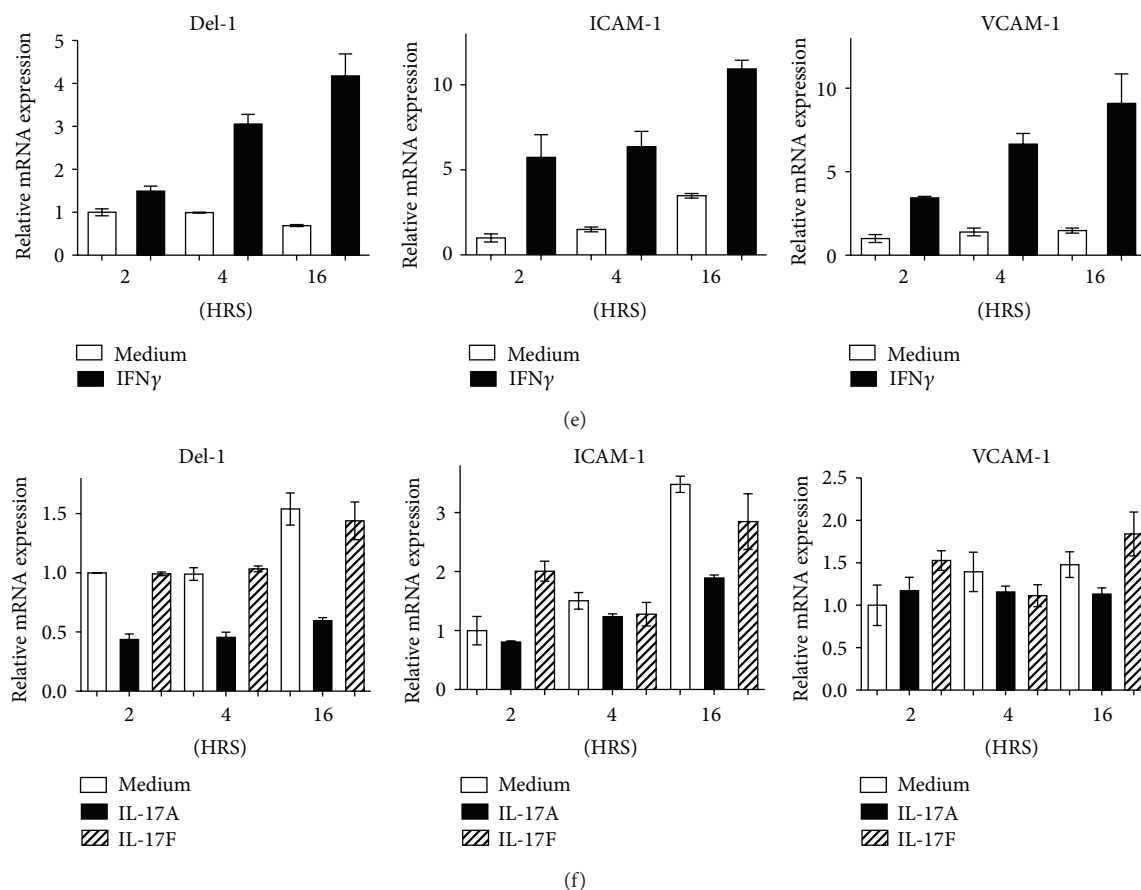 Del-1
ICAM-1
VCAM-1
Relative mRNA expression
5
4
3
2
1
0
2
4
16
(HRS)
Medium
IFNγ
Relative mRNA expression
10
5
0
2
4
16
(HRS)
Medium
IFNγ
Relative mRNA expression
10
5
0
2
4
16
(HRS)
Medium
IFNγ
(e)
Del-1
ICAM-1
VCAM-1
Relative mRNA expression
1.5
1.0
0.5
0.0
2
4
16
(HRS)
Medium
IL-17A
IL-17F
Relative mRNA expression
3
2
1
0
2
4
16
(HRS)
Medium
IL-17A
IL-17F
Relative mRNA expression
2.5
2.0
1.5
1.0
0.5
0.0
2
4
16
(HRS)
Medium
IL-17A
IL-17F
(f)